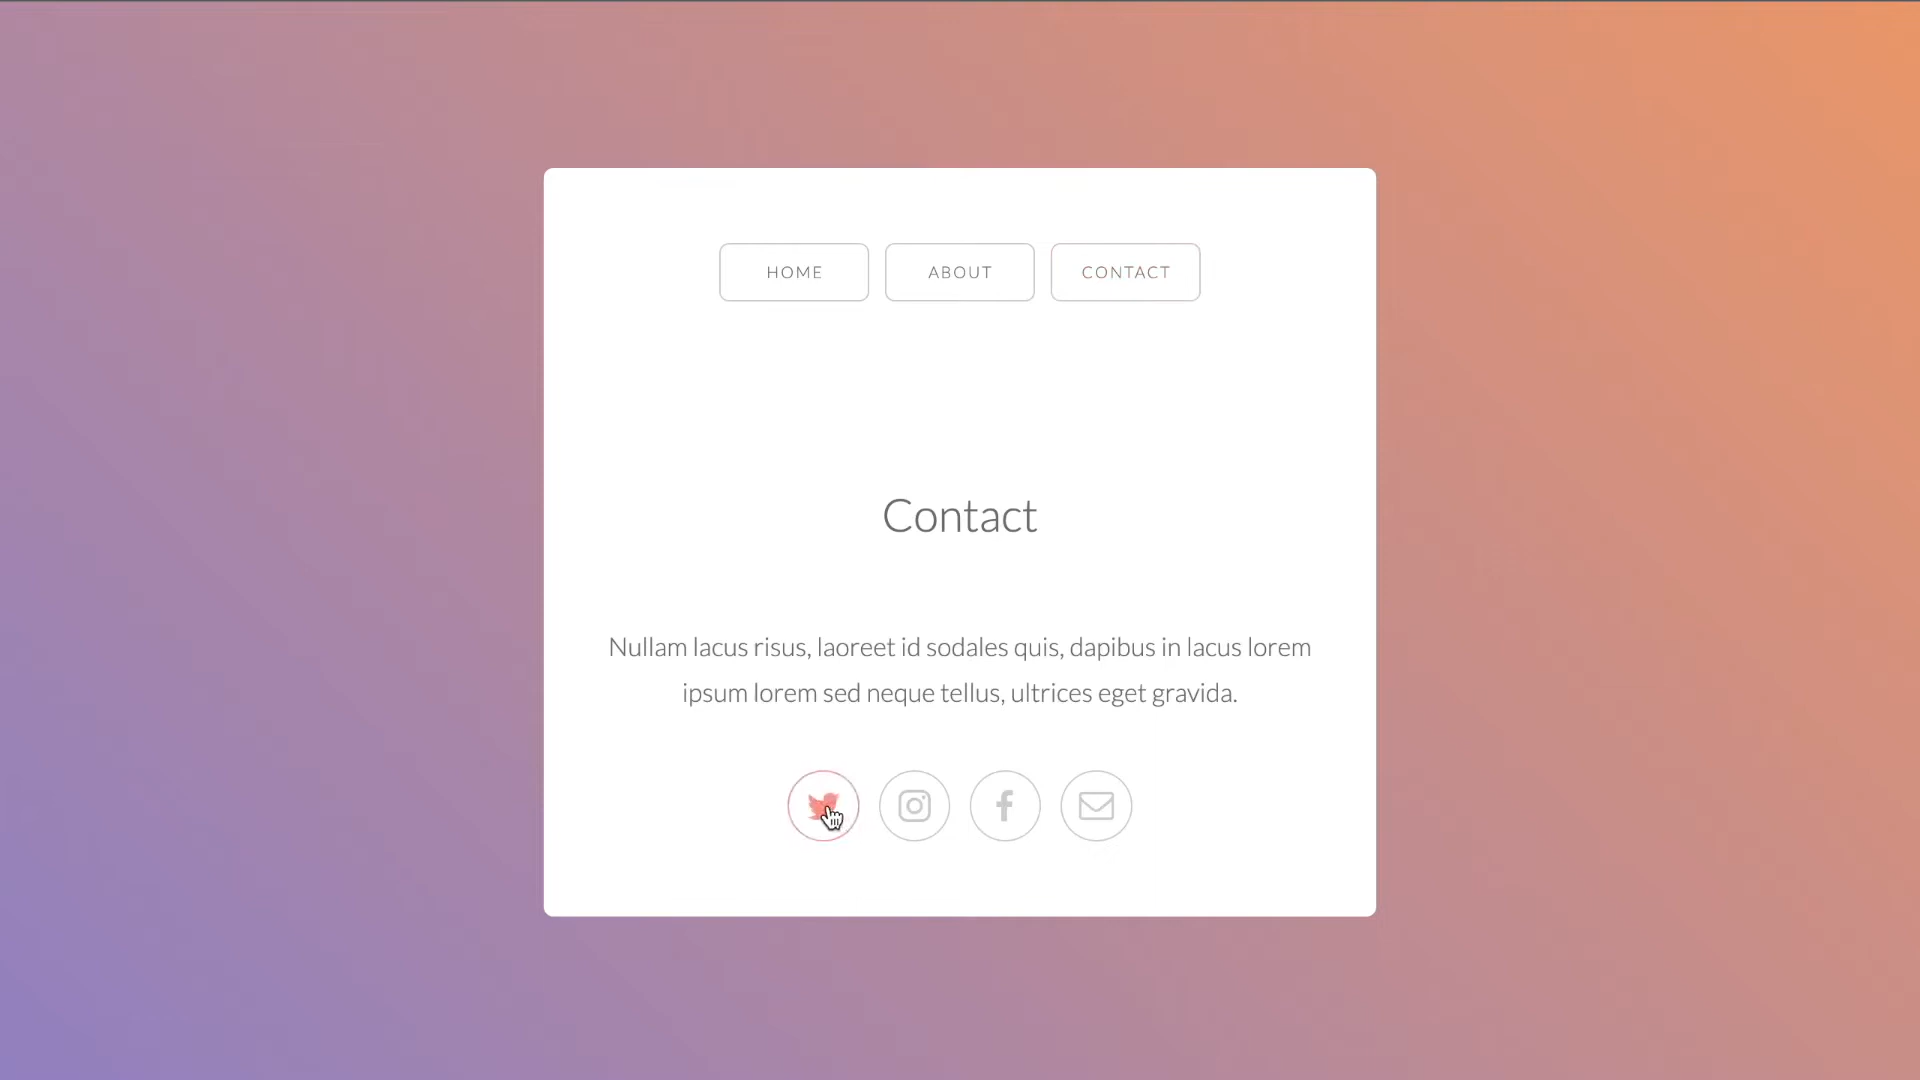 HOME
ABOUT
CONTACT
Contact
Nullam lacus risus, laoreet id sodales quis, dapibus in lacus lorem
ipsum lorem sed neque tellus, ultrices eget gravida.